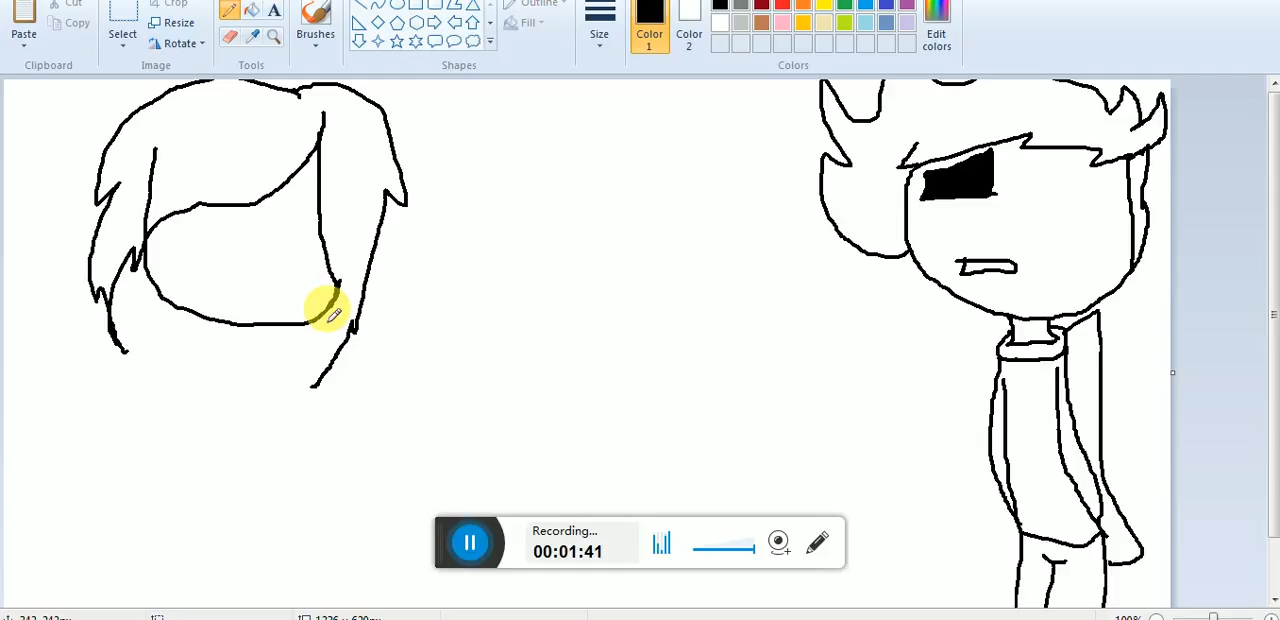 Cut Crop Outline
Paste Copy Select Resize A Brushes Fill Size Color 1 Color 2 Edit colors
Rotate
Clipboard Image Tools Shapes Colors
Recording...
00:01:41
100%